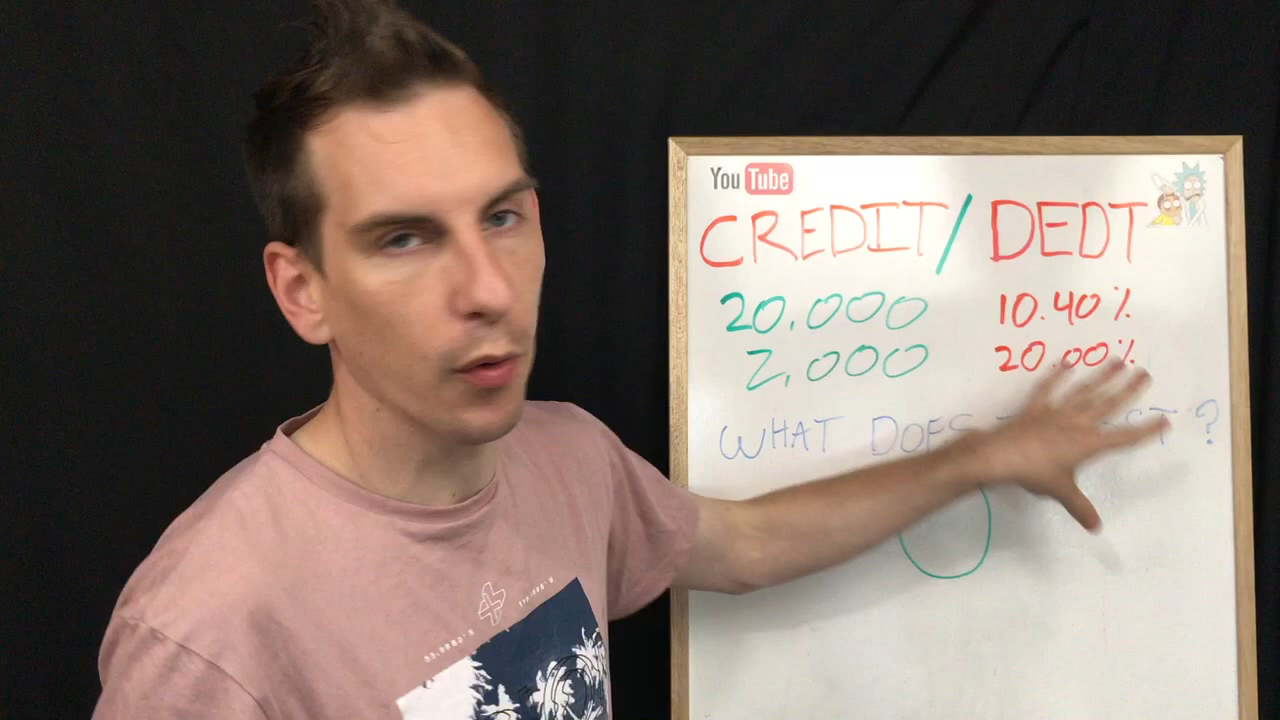 YouTube
CREDIT/DEDT
20,000 10.40%
2,000 20.00%
WHAT DOES ?